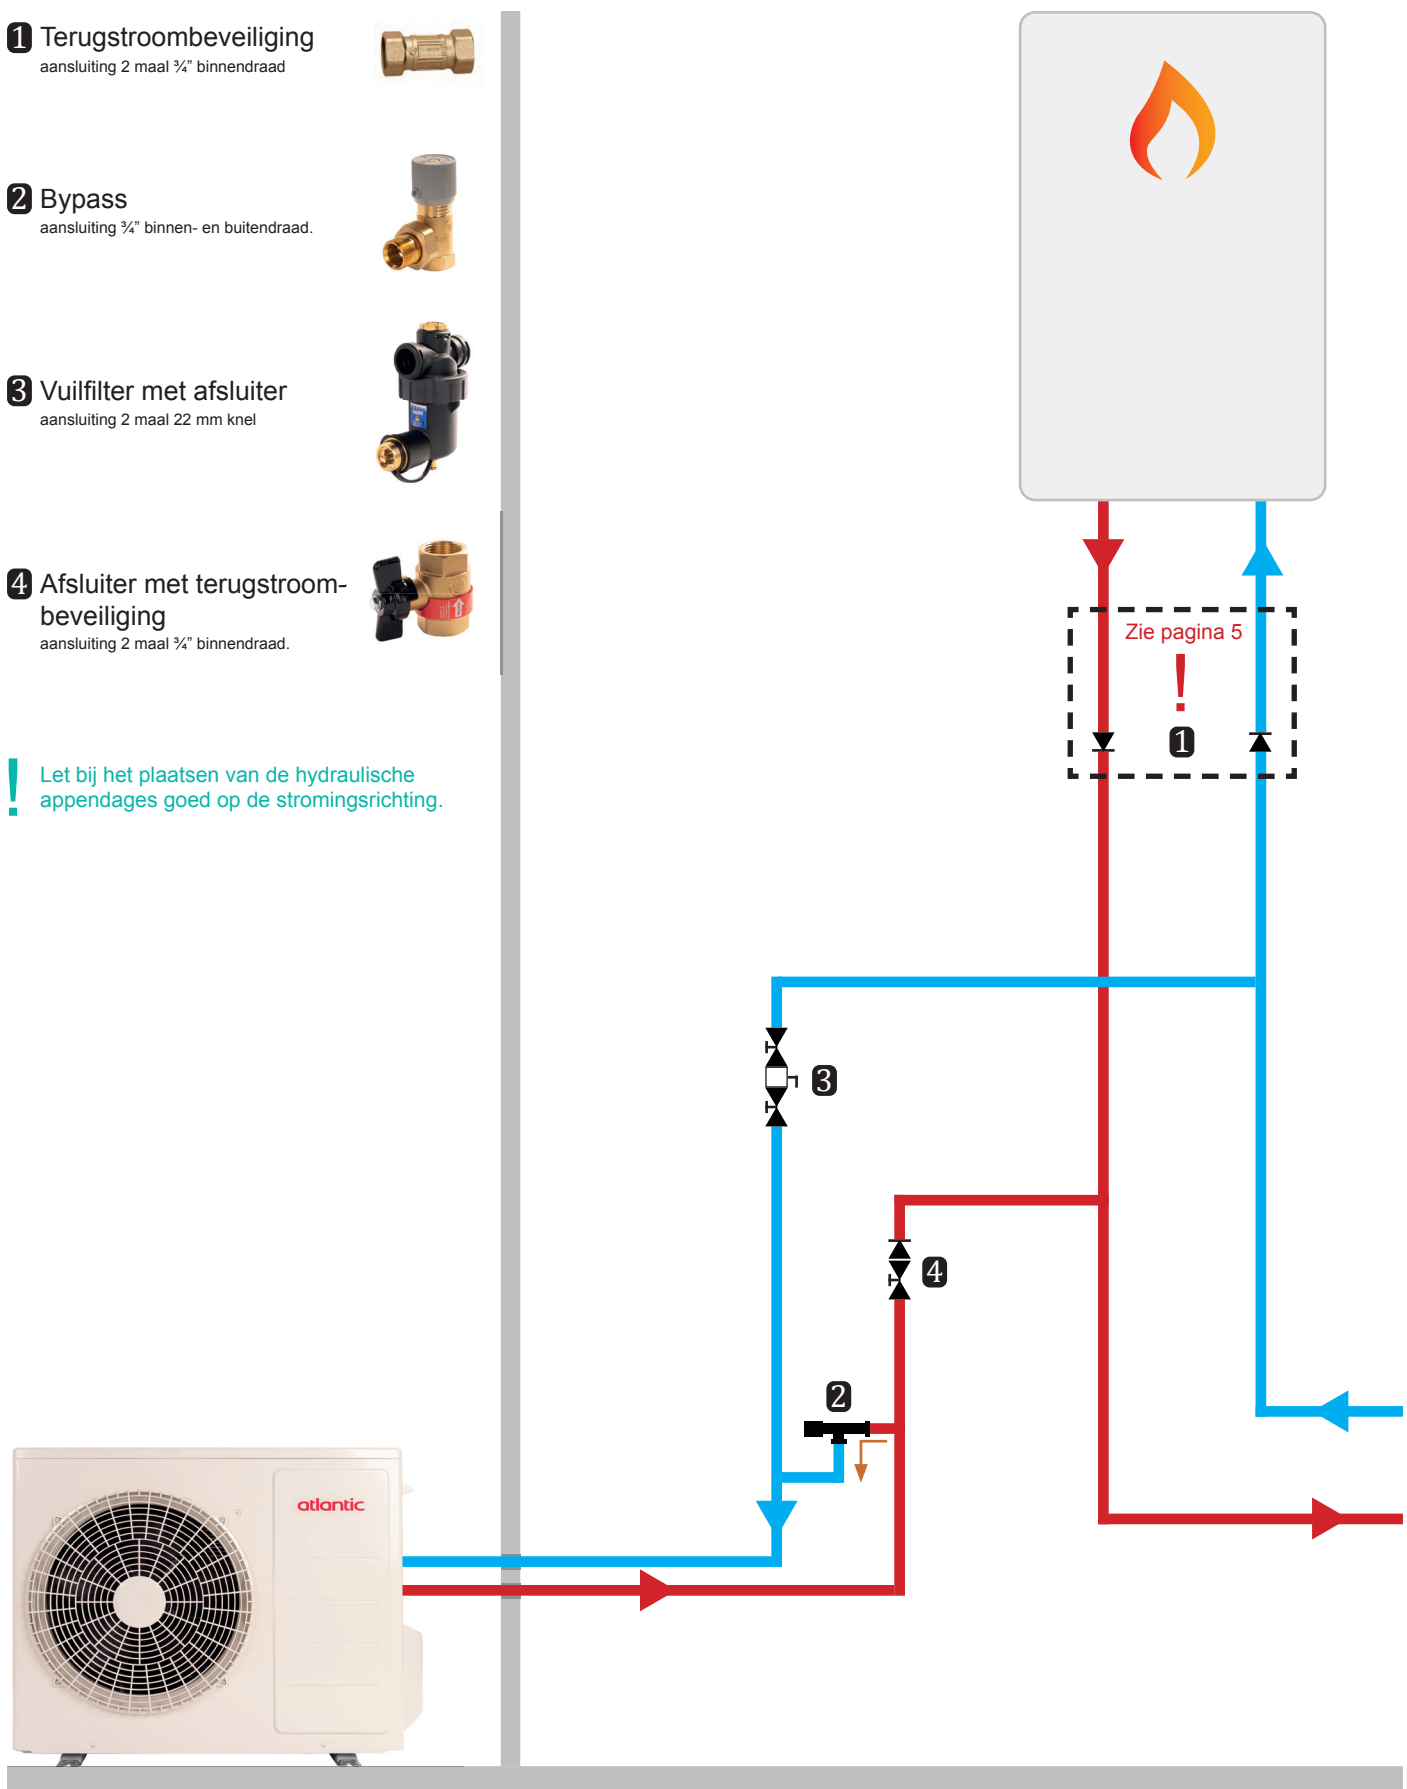 1 Terugstroombeveiliging
aansluiting 2 maal ¾” binnendraad
2 Bypass
aansluiting ¾” binnen- en buitendraad.
3 Vuilfilter met afsluiter
aansluiting 2 maal 22 mm knel
4 Afsluiter met terugstroom-
beveiliging
aansluiting 2 maal ¾” binnendraad.
! Let bij het plaatsen van de hydraulische
appendages goed op de stromingsrichting.
Zie pagina 5
!
1
3
4
2
atlantic